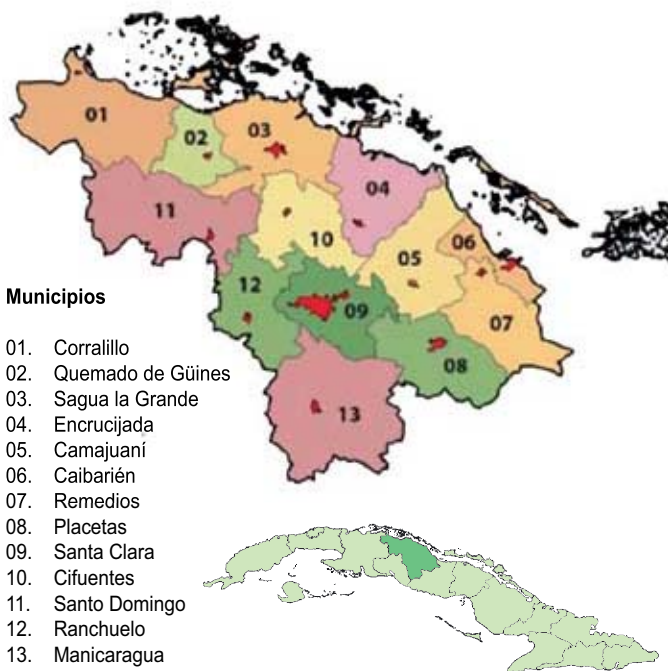 01
02
03
04
11
10
06
05
12
09
07
08
13
Municipios
01. Corralillo
02. Quemado de Güines
03. Sagua la Grande
04. Encrucijada
05. Camajuaní
06. Caibarién
07. Remedios
08. Placetas
09. Santa Clara
10. Cifuentes
11. Santo Domingo
12. Ranchuelo
13. Manicaragua